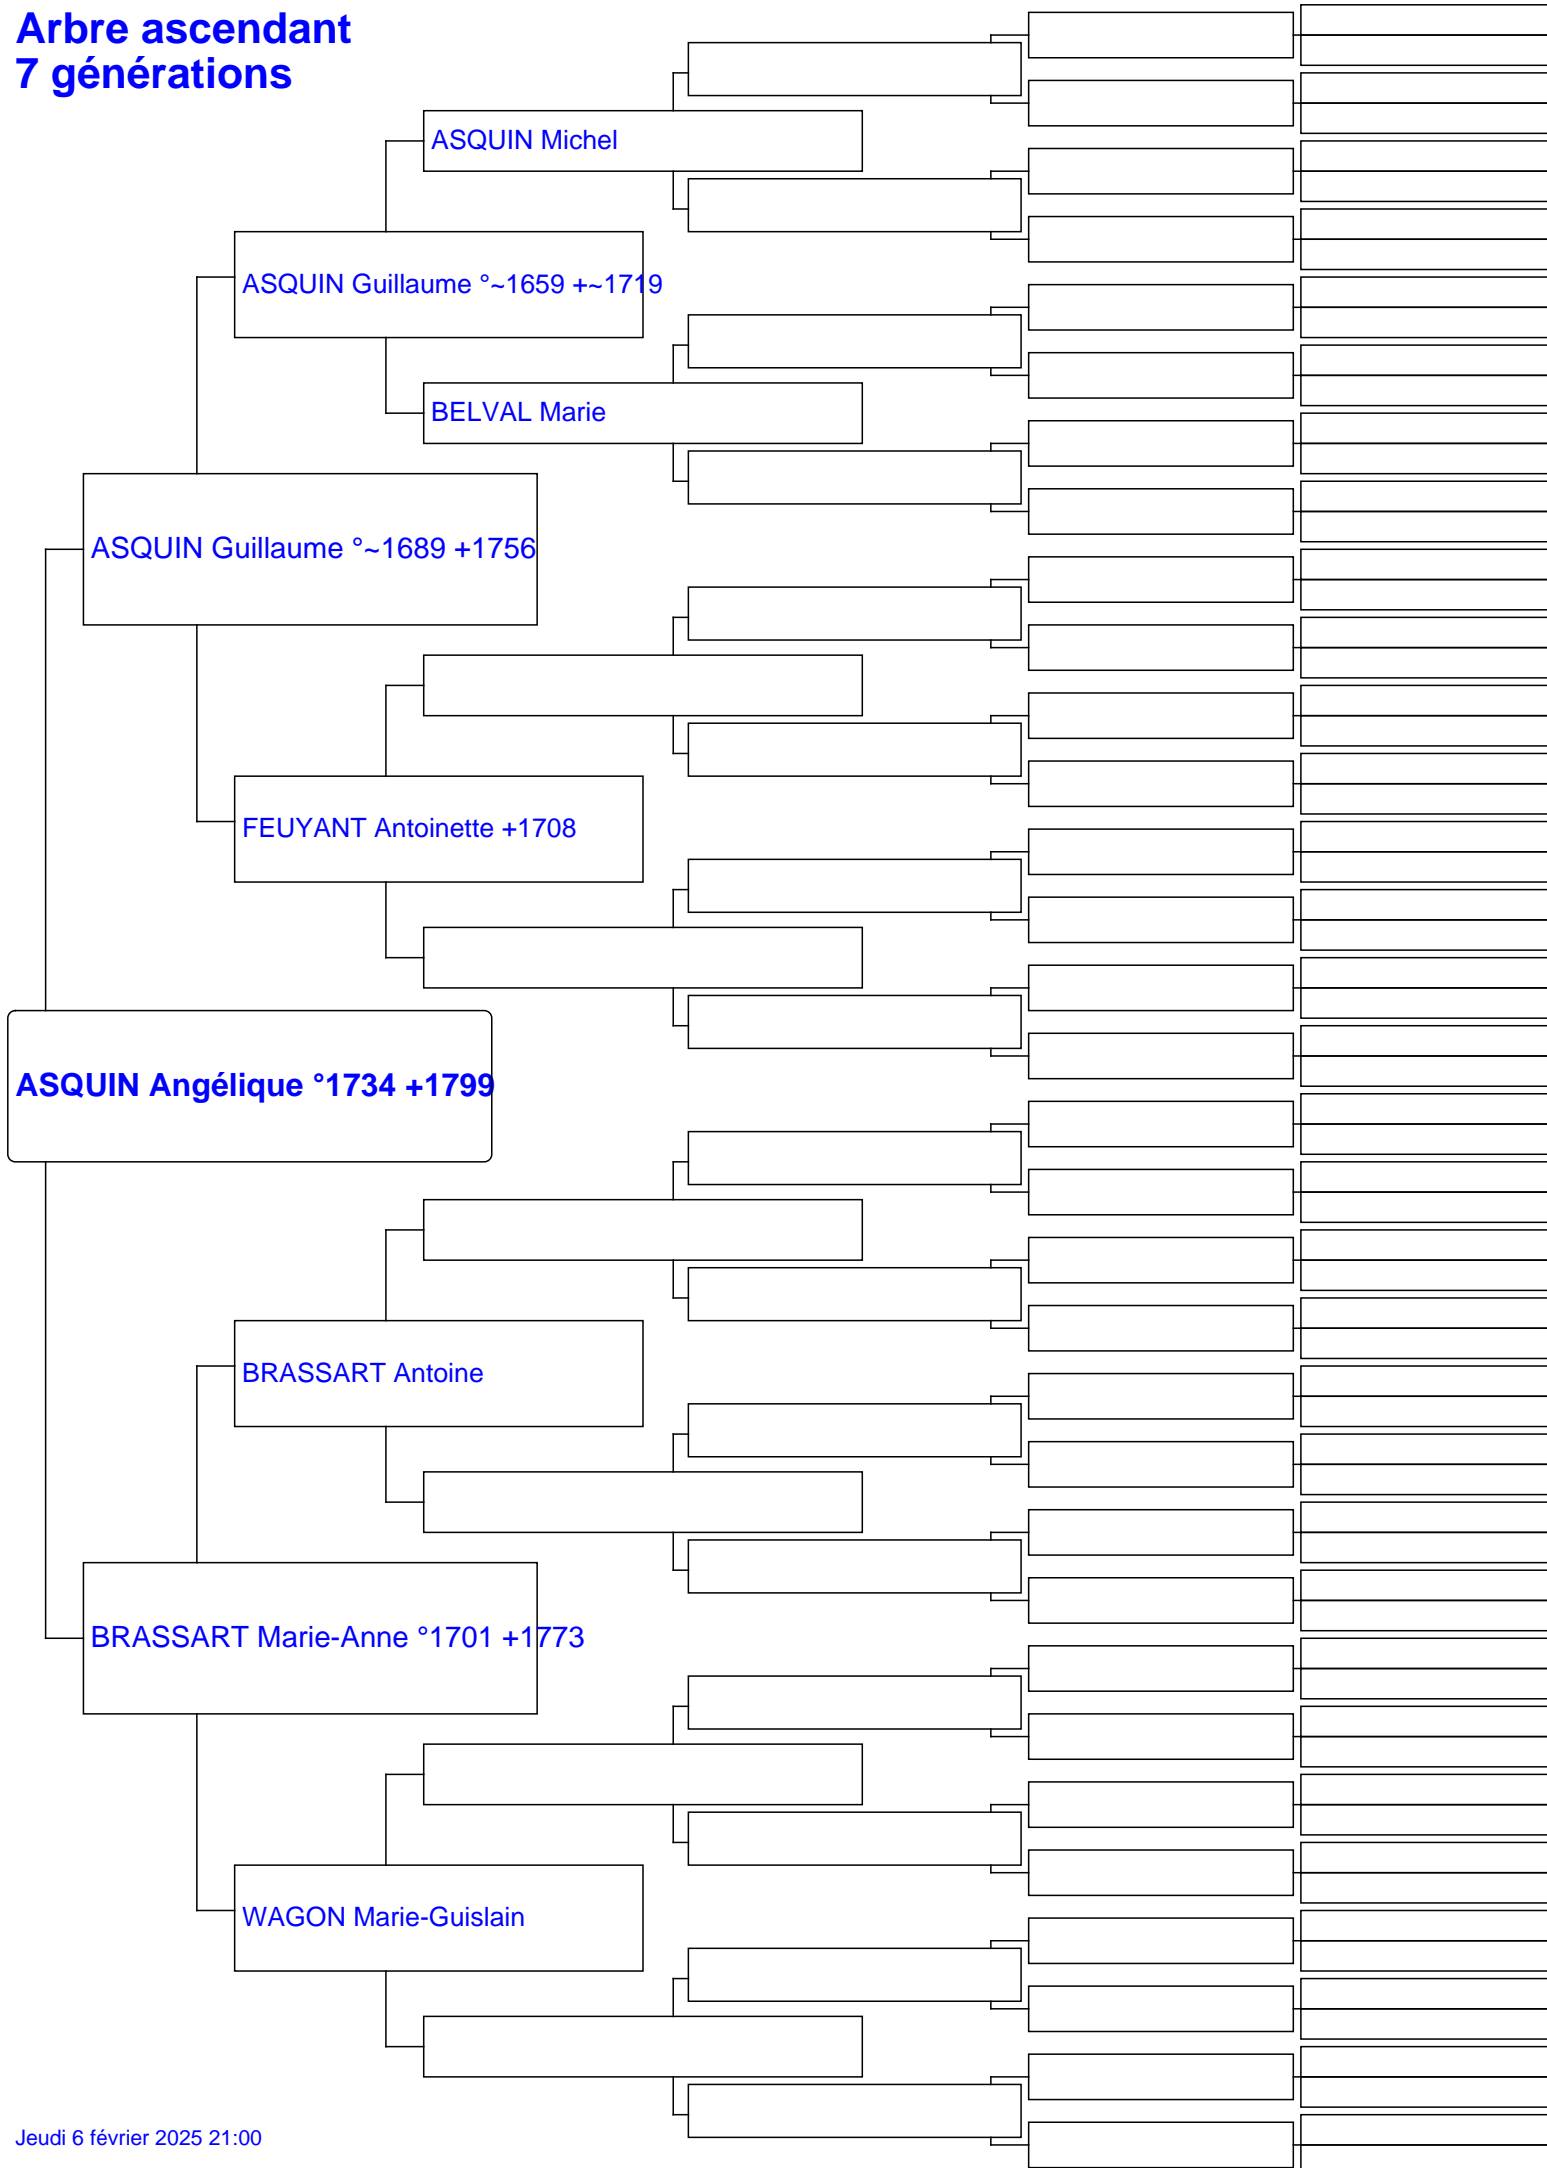 Arbre ascendant
7 générations
ASQUIN Michel
ASQUIN Guillaume °~1659 +~1719
BELVAL Marie
ASQUIN Guillaume °~1689 +1756
FEUYANT Antoinette +1708
ASQUIN Angélique °1734 +1799
BRASSART Antoine
BRASSART Marie-Anne °1701 +1773
WAGON Marie-Guislain
Jeudi 6 février 2025 21:00